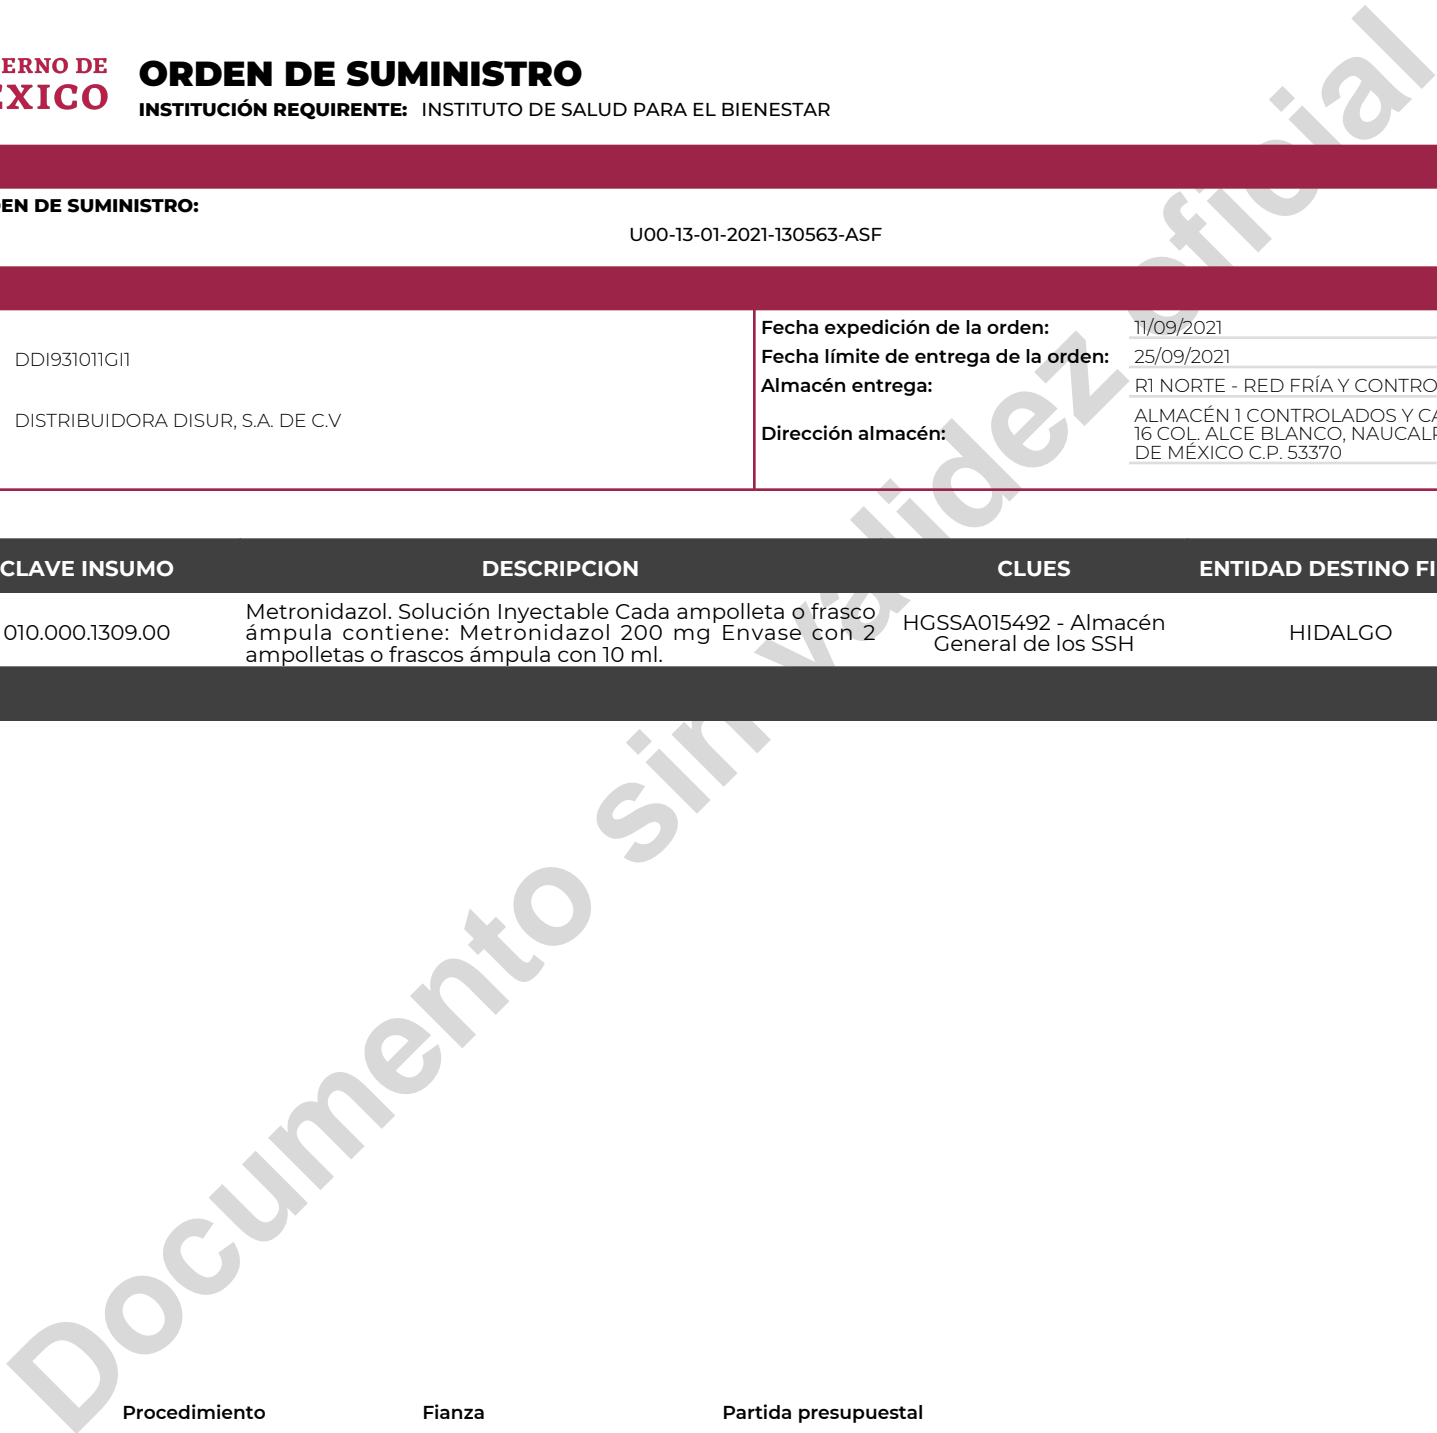 ERNO DE
ÉXICO
ORDEN DE SUMINISTRO
INSTITUCIÓN REQUIRENTE: INSTITUTO DE SALUD PARA EL BIENESTAR
EN DE SUMINISTRO:
U00-13-01-2021-130563-ASF
DDI931011GI1
DISTRIBUIDORA DISUR, S.A. DE C.V
Fecha expedición de la orden: 11/09/2021
Fecha límite de entrega de la orden: 25/09/2021
Almacén entrega: R1 NORTE - RED FRÍA Y CONTRO
Dirección almacén: ALMACÉN 1 CONTROLADOS Y CA
16 COL. ALCE BLANCO, NAUCALP
DE MÉXICO C.P. 53370
CLAVE INSUMO DESCRIPCION CLUES ENTIDAD DESTINO FI
010.000.1309.00
Metronidazol. Solución Inyectable Cada ampolleta o frasco
ámpula contiene: Metronidazol 200 mg Envase con 2
ampolletas o frascos ámpula con 10 ml.
HGSSA015492 - Almacén
General de los SSH
HIDALGO
Documento sin validez oficial
Procedimiento Fianza Partida presupuestal